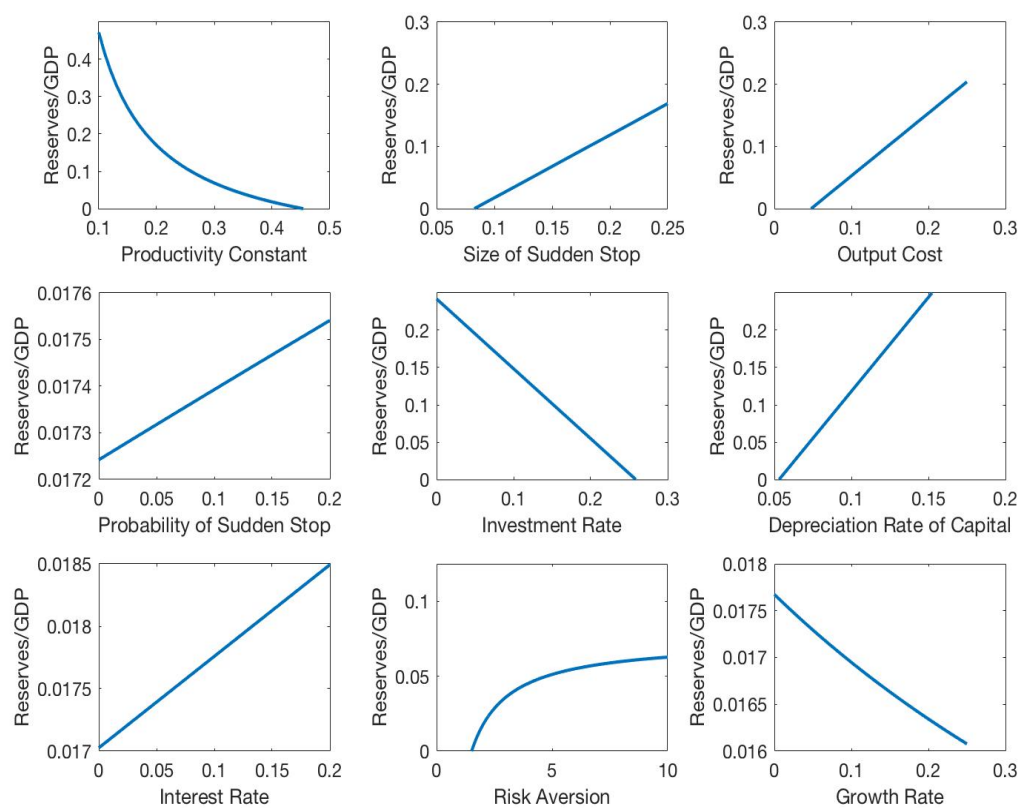 Reserves/GDP
0.4
0.3
0.2
0.1
0
0.1 0.2 0.3 0.4 0.5
Productivity Constant
Reserves/GDP
0.3
0.2
0.1
0
0.05 0.1 0.15 0.2 0.25
Size of Sudden Stop
Reserves/GDP
0.3
0.2
0.1
0
0 0.1 0.2 0.3
Output Cost
Reserves/GDP
0.0176
0.0175
0.0174
0.0173
0.0172
0 0.05 0.1 0.15 0.2
Probability of Sudden Stop
Reserves/GDP
0.2
0.15
0.1
0.05
0
0 0.1 0.2 0.3
Investment Rate
Reserves/GDP
0.2
0.15
0.1
0.05
0
0.05 0.1 0.15 0.2
Depreciation Rate of Capital
Reserves/GDP
0.0185
0.018
0.0175
0.017
0 0.05 0.1 0.15 0.2
Interest Rate
Reserves/GDP
0.1
0.05
0
0 5 10
Risk Aversion
Reserves/GDP
0.018
0.0175
0.017
0.0165
0.016
0 0.1 0.2 0.3
Growth Rate